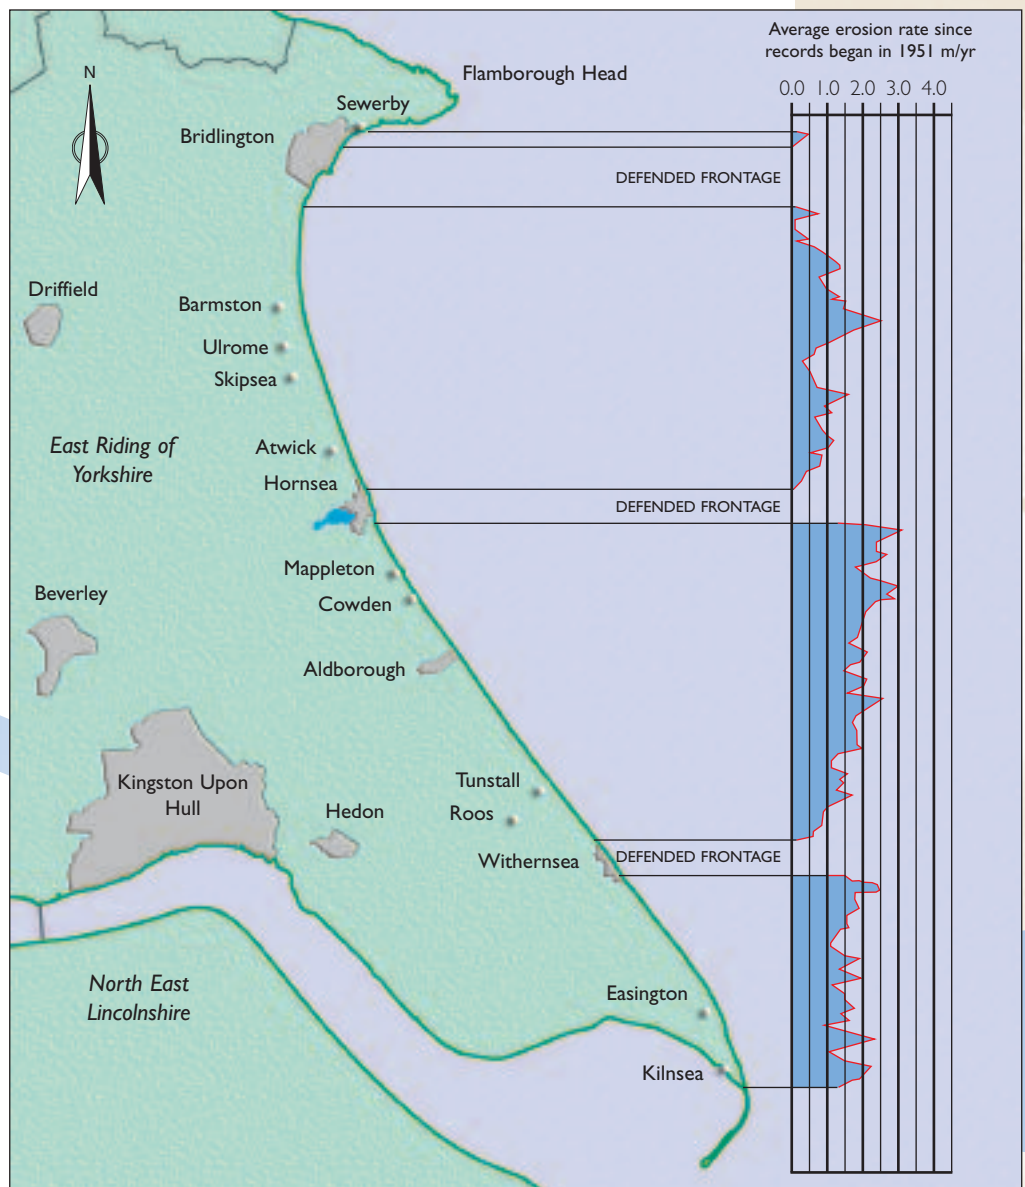 Average erosion rate since
records began in 1951 m/yr
0.0 1.0 2.0 3.0 4.0
N
Flamborough Head
Sewerby
Bridlington
DEFENDED FRONTAGE
Driffield
Barmston
Ulrome
Skipsea
East Riding of
Yorkshire
Atwick
Hornsea
DEFENDED FRONTAGE
Mappleton
Beverley
Cowden
Aldborough
Kingston Upon
Hull
Tunstall
Hedon
Roos
Withernsea
DEFENDED FRONTAGE
North East
Lincolnshire
Easington
Kilnsea